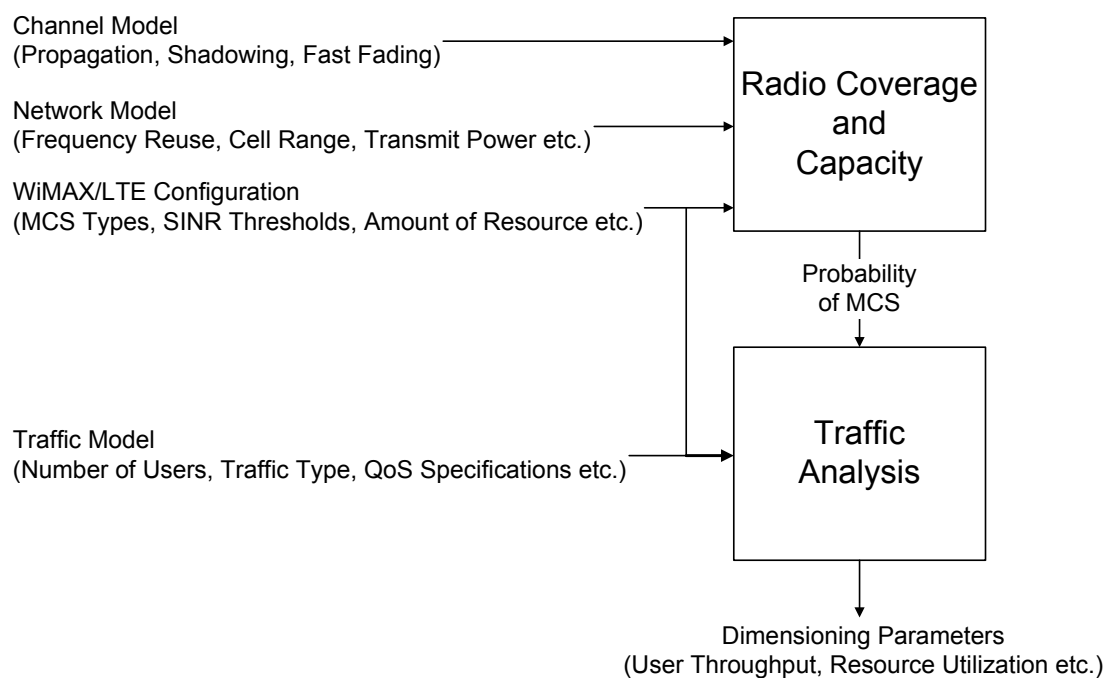 Channel Model
(Propagation, Shadowing, Fast Fading)
Network Model
(Frequency Reuse, Cell Range, Transmit Power etc.)
WiMAX/LTE Configuration
(MCS Types, SINR Thresholds, Amount of Resource etc.)
Radio Coverage
and
Capacity
Probability
of MCS
Traffic Model
(Number of Users, Traffic Type, QoS Specifications etc.)
Traffic
Analysis
Dimensioning Parameters
(User Throughput, Resource Utilization etc.)